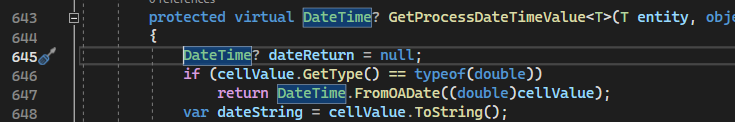 0 references
643 protected virtual DateTime? GetProcessDateTimeValue<T>(T entity, obje
644 {
645 DateTime? dateReturn = null;
646 if (cellValue.GetType() == typeof(double))
647 return DateTime.FromOADate((double)cellValue);
648 var dateString = cellValue.ToString();